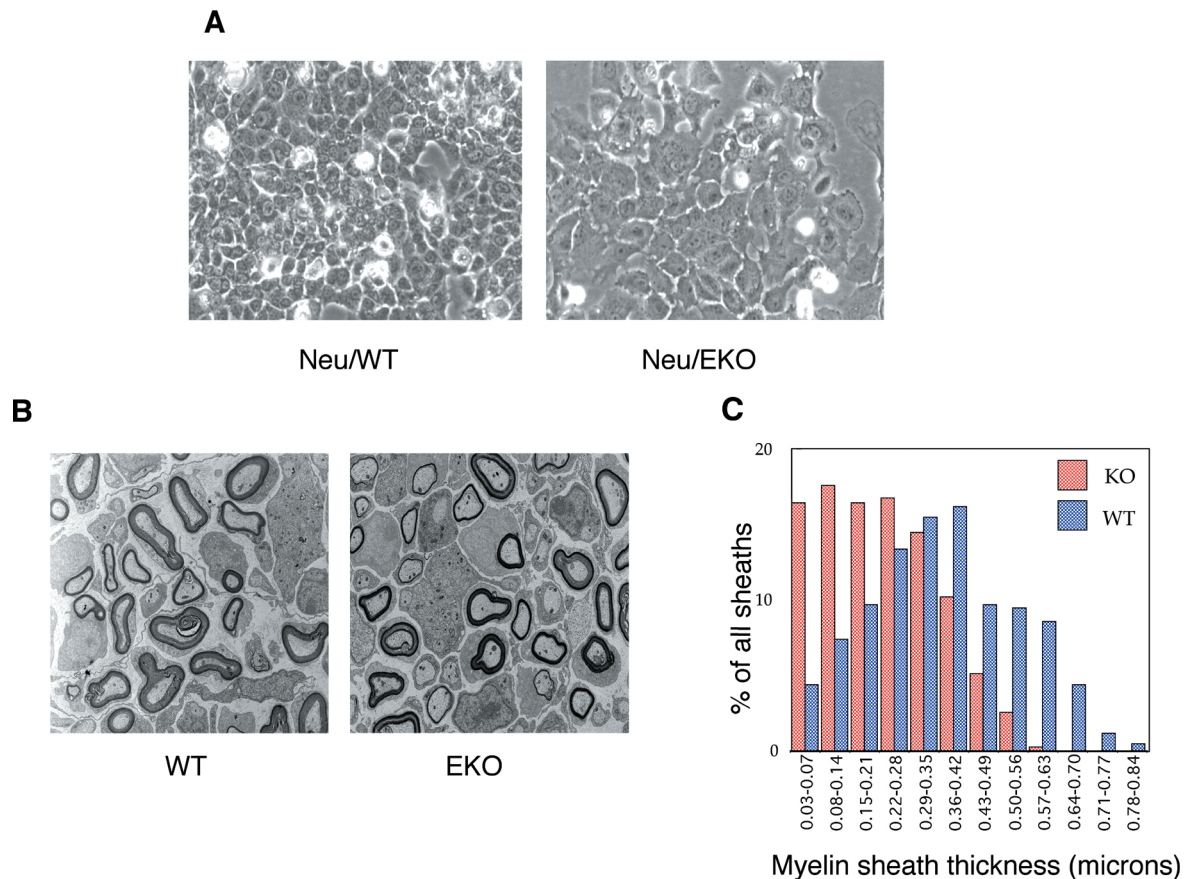 A
Neu/WT
Neu/EKO
B
WT
EKO
C
20
KO
WT
10
% of all sheaths
0
0.03-0.07
0.08-0.14
0.15-0.21
0.22-0.28
0.29-0.35
0.36-0.42
0.43-0.49
0.50-0.56
0.57-0.63
0.64-0.70
0.71-0.77
0.78-0.84
Myelin sheath thickness (microns)